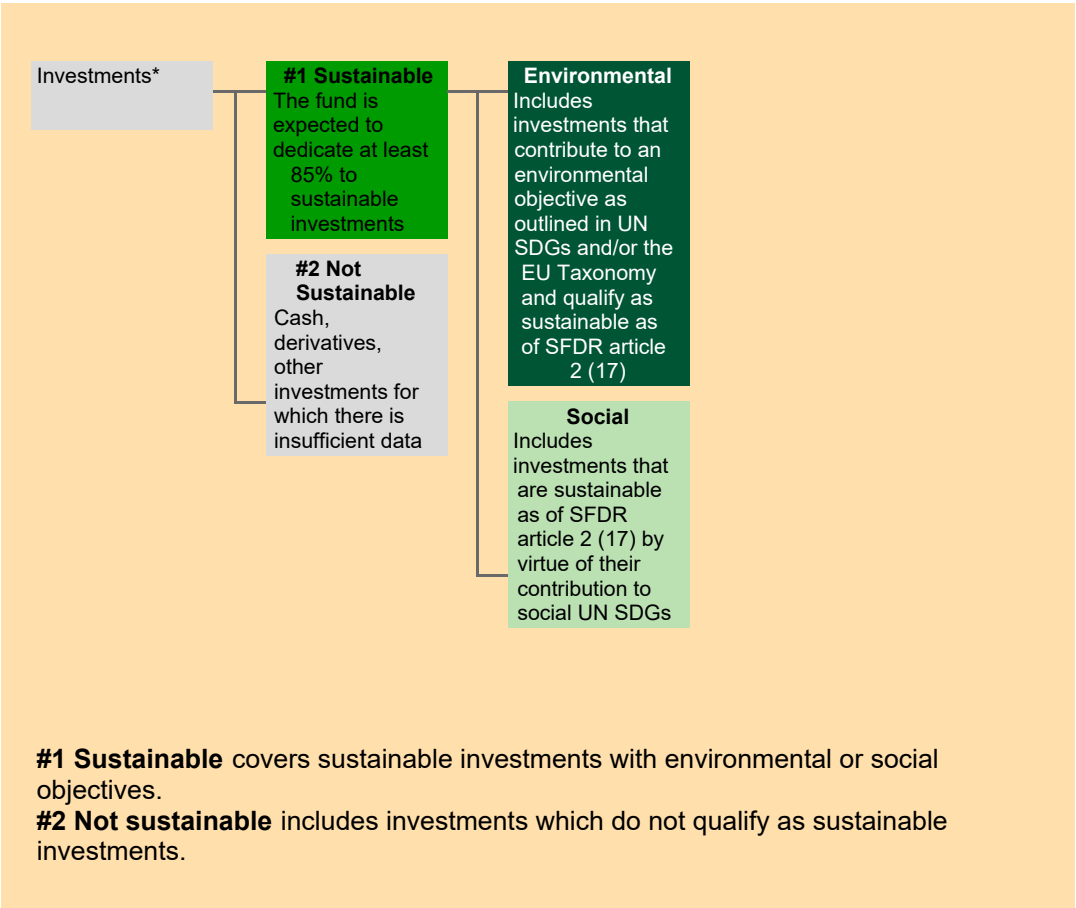 Investments*
#1 Sustainable
The fund is
expected to
dedicate at least
85% to
sustainable
investments
#2 Not
Sustainable
Cash,
derivatives,
other
investments for
which there is
insufficient data
Environmental
Includes
investments that
contribute to an
environmental
objective as
outlined in UN
SDGs and/or the
EU Taxonomy
and qualify as
sustainable as
of SFDR article
2 (17)
Social
Includes
investments that
are sustainable
as of SFDR
article 2 (17) by
virtue of their
contribution to
social UN SDGs
#1 Sustainable covers sustainable investments with environmental or social
objectives.
#2 Not sustainable includes investments which do not qualify as sustainable
investments.